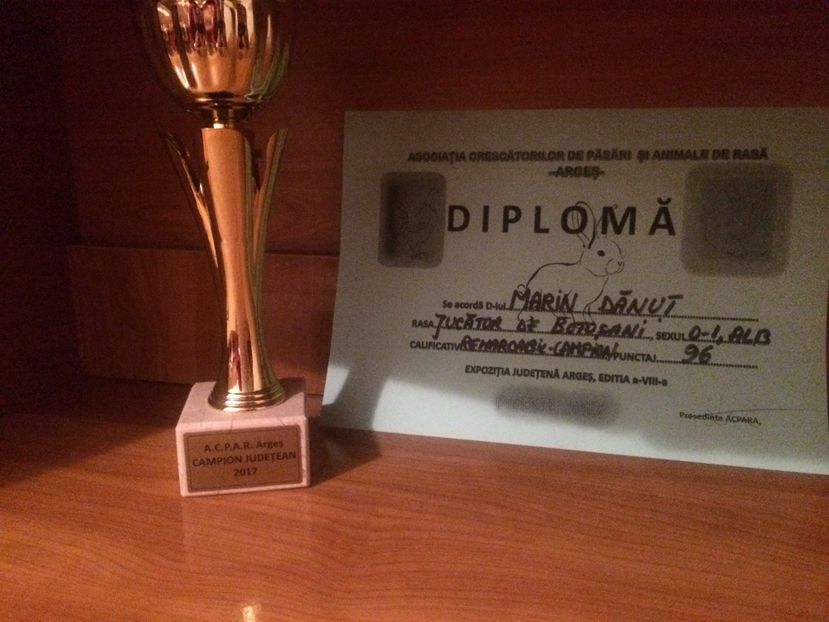 A.C.P.A.R. Argeș
CAMPION JUDEȚEAN
2017
ASOCIAȚIA CRESCĂTORILOR DE PĂSĂRI ȘI ANIMALE DE RASĂ
-ARGEȘ-
DIPLOMĂ
Se acordă D-lui MARIN DĂNUȚ
RASA JUCĂTOR DE BOTOȘANI, SEXUL 0-1, ALB
CALIFICATIV REMARCABIL-CAMPION PUNCTAJ 96
EXPOZIȚIA JUDEȚENĂ ARGEȘ, EDITIA a-VIII-a
Președinte ACPARA,